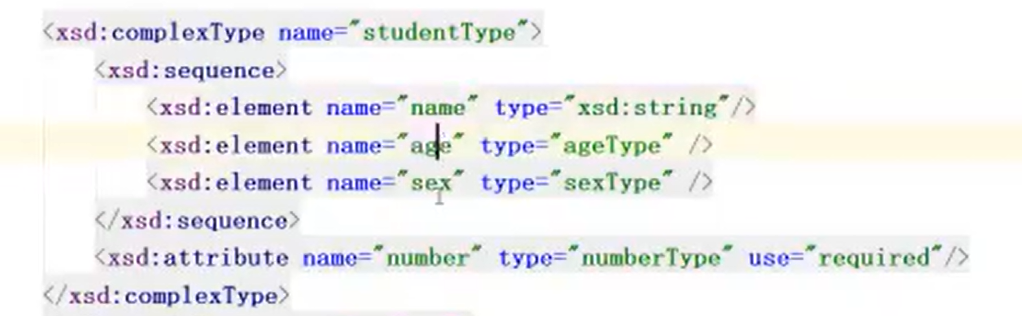 <xsd:complexType name="studentType">
<xsd:sequence>
<xsd:element name="name" type="xsd:string"/>
<xsd:element name="age" type="ageType" />
<xsd:element name="sex" type="sexType" />
</xsd:sequence>
<xsd:attribute name="number" type="numberType" use="required"/>
</xsd:complexType>